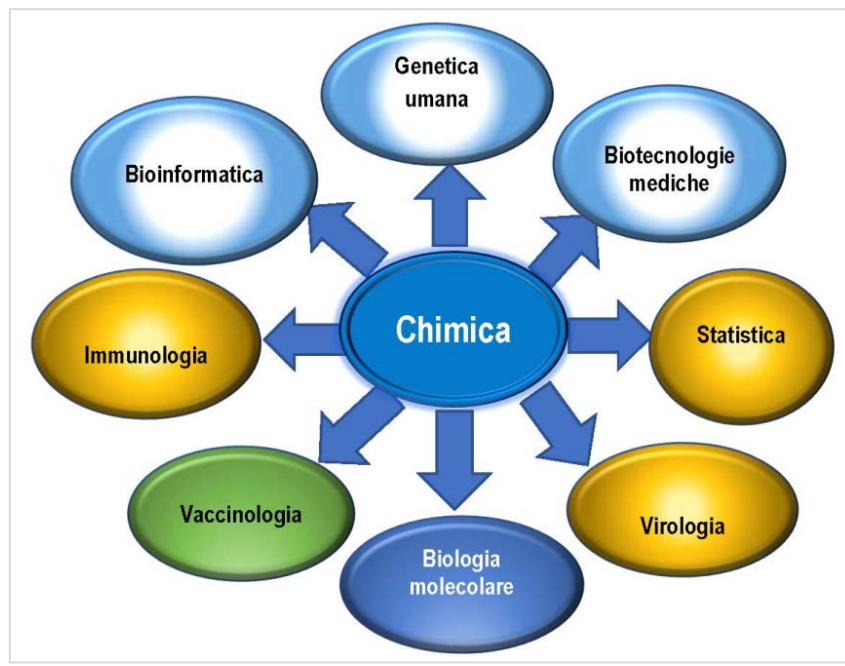 Genetica
umana
Biotecnologie
mediche
Bioinformatica
Chimica
Statistica
Immunologia
Vaccinologia
Virologia
Biologia
molecolare